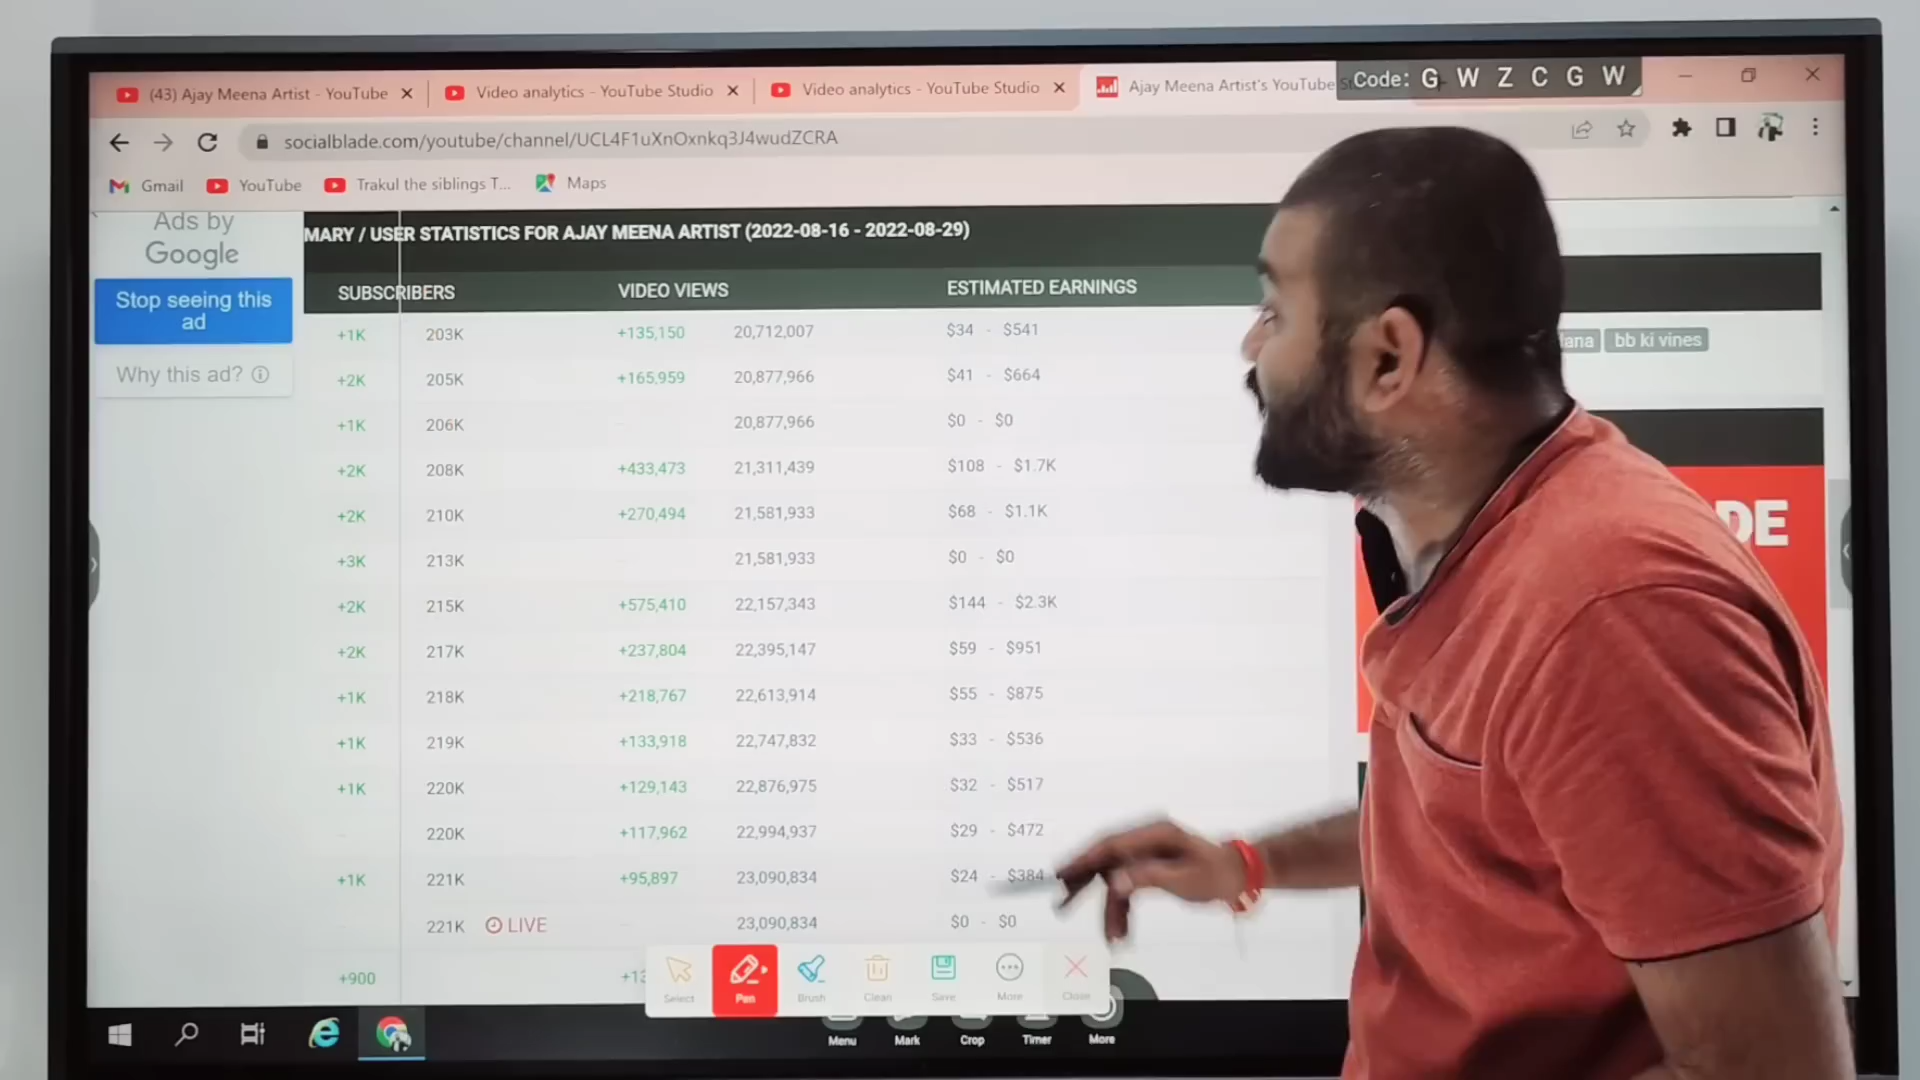 (43) Ajay Meena Artist - YouTube
Video analytics - YouTube Studio
Video analytics - YouTube Studio
Ajay Meena Artist's YouTube
Code: G W Z C G W
socialblade.com/youtube/channel/UCL4F1uXnOxnkq3J4wudZCRA
Gmail YouTube Trakul the siblings T... Maps
Ads by
Google
Stop seeing this
ad
Why this ad?
MARY / USER STATISTICS FOR AJAY MEENA ARTIST (2022-08-16 - 2022-08-29)
SUBSCRIBERS VIDEO VIEWS ESTIMATED EARNINGS
+1K 203K +135,150 20,712,007 $34 - $541
+2K 205K +165,959 20,877,966 $41 - $664
+1K 206K -- 20,877,966 $0 - $0
+2K 208K +433,473 21,311,439 $108 - $1.7K
+2K 210K +270,494 21,581,933 $68 - $1.1K
+3K 213K -- 21,581,933 $0 - $0
+2K 215K +575,410 22,157,343 $144 - $2.3K
+2K 217K +237,804 22,395,147 $59 - $951
+1K 218K +218,767 22,613,914 $55 - $875
+1K 219K +133,918 22,747,832 $33 - $536
+1K 220K +129,143 22,876,975 $32 - $517
-- 220K +117,962 22,994,937 $29 - $472
+1K 221K +95,897 23,090,834 $24 - $384
221K LIVE -- 23,090,834 $0 - $0
+900
bb ki vines
DE
Select Pen Brush Clean Save More Close
Menu Mark Crop Timer More